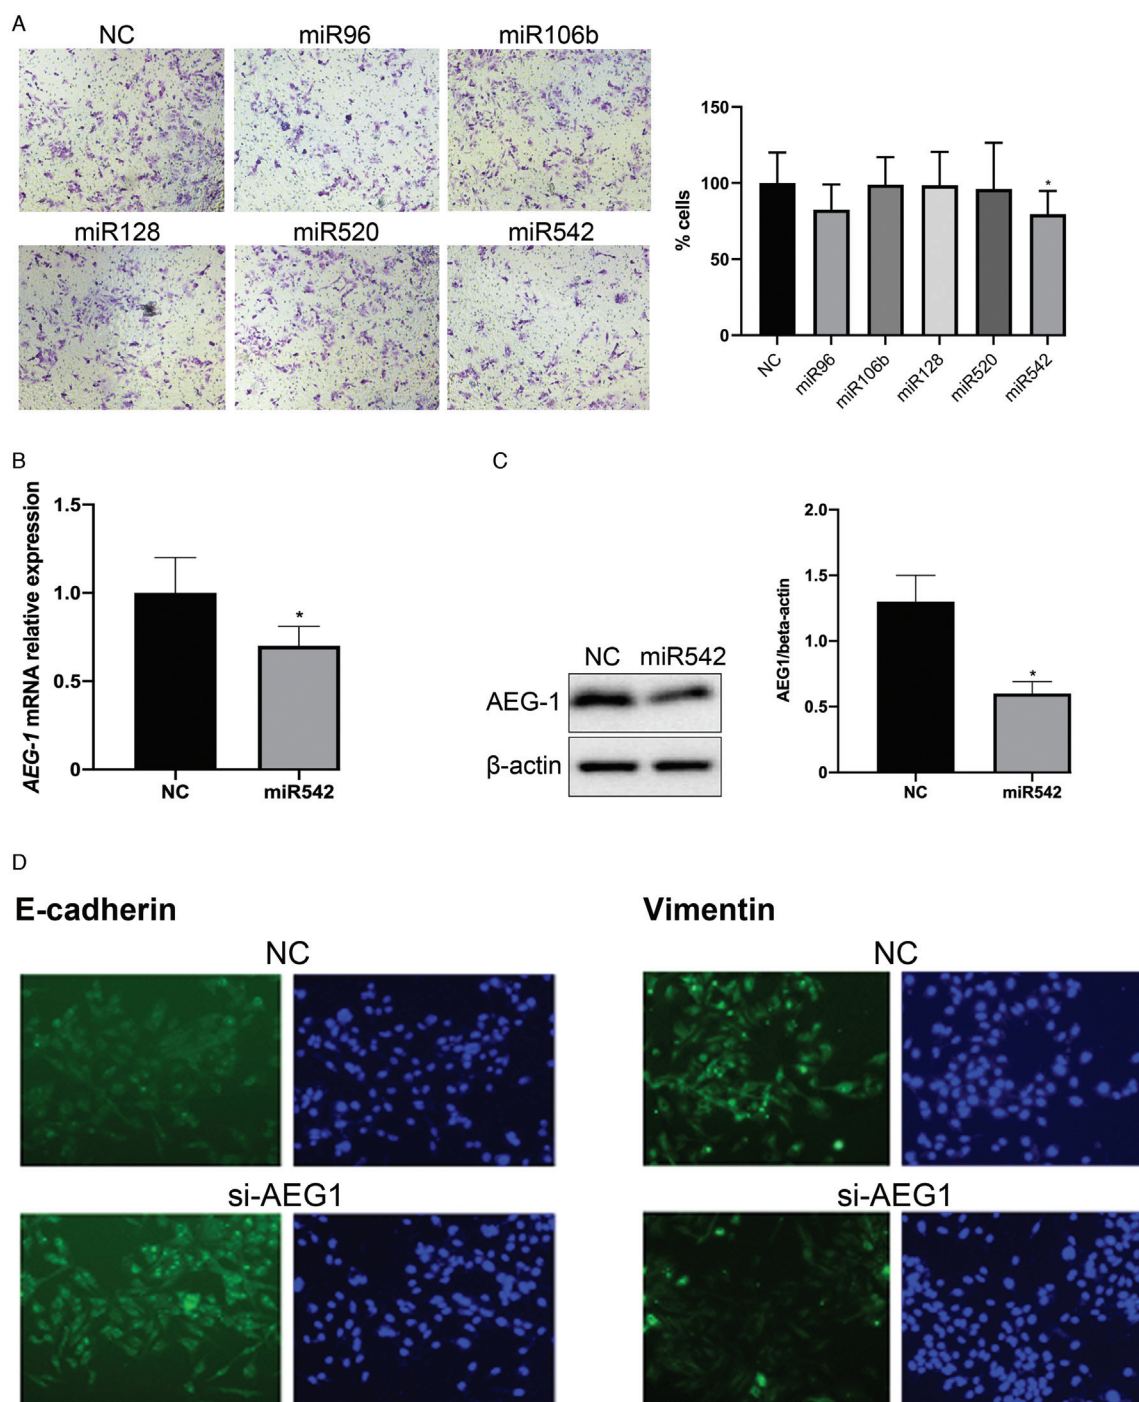 A
NC miR96 miR106b
miR128 miR520 miR542
150
100
50
0
% cells
*
NC miR96 miR106b miR128 miR520 miR542
B
1.5
1.0
0.5
0
AEG-1 mRNA relative expression
*
NC miR542
C
NC miR542
AEG-1
β-actin
2.0
1.5
1.0
0.5
0
AEG1/beta-actin
*
NC miR542
D
E-cadherin
NC
si-AEG1
Vimentin
NC
si-AEG1